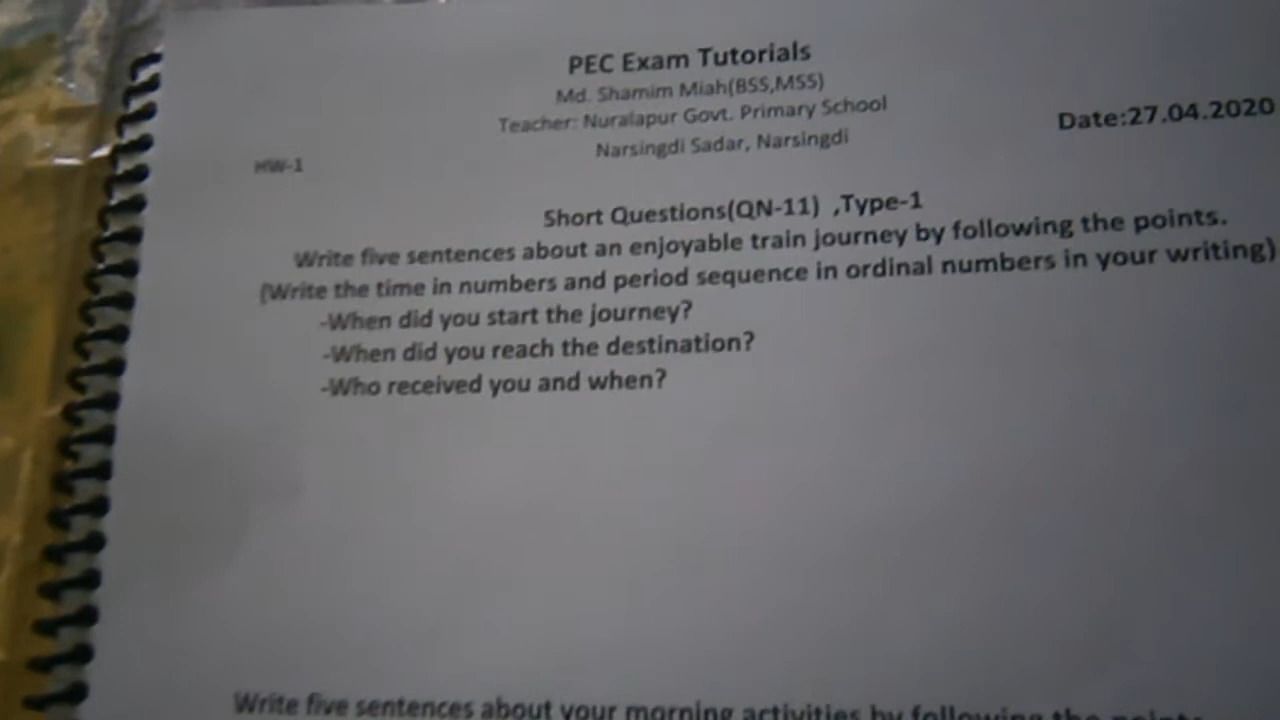 PEC Exam Tutorials
Md. Shamim Miah(BSS,MSS)
Teacher: Nuralapur Govt. Primary School
Narsingdi Sadar, Narsingdi
Date:27.04.2020
HW-1
Short Questions(QN-11) ,Type-1
Write five sentences about an enjoyable train journey by following the points.
(Write the time in numbers and period sequence in ordinal numbers in your writing)
-When did you start the journey?
-When did you reach the destination?
-Who received you and when?
Write five sentences about your morning activities by following the points